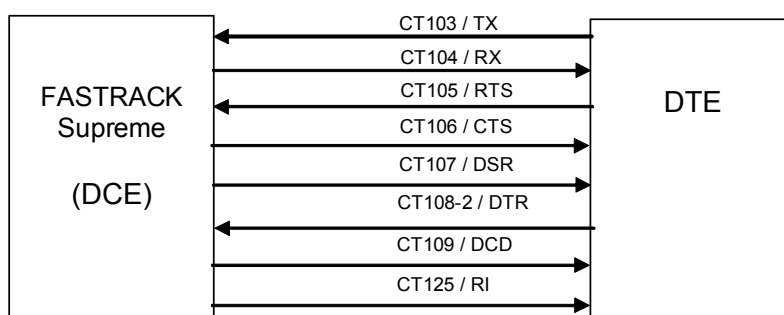 CT103 / TX
CT104 / RX
CT105 / RTS
CT106 / CTS
CT107 / DSR
CT108-2 / DTR
CT109 / DCD
CT125 / RI
FASTRACK
Supreme
(DCE)
DTE